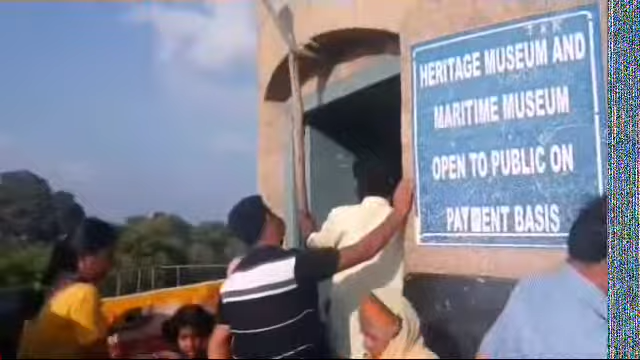 HERITAGE MUSEUM AND
MARITIME MUSEUM
OPEN TO PUBLIC ON
PAYMENT BASIS